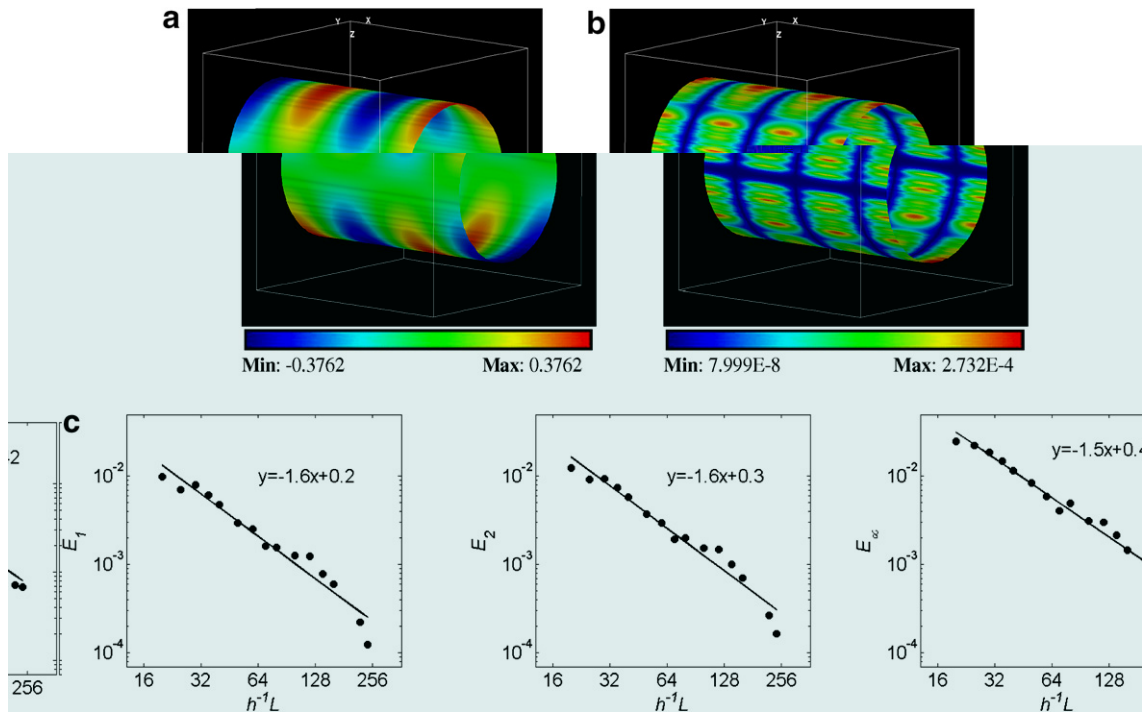 a
b
Y X
Z
Y X
Z
Min: -0.3762 Max: 0.3762
Min: 7.999E-8 Max: 2.732E-4
c
2
256
E1
10-2
10-3
10-4
y=-1.6x+0.2
16 32 64 128 256
h-1L
E2
10-2
10-3
10-4
y=-1.6x+0.3
16 32 64 128 256
h-1L
E∞
10-2
10-3
10-4
y=-1.5x+0.4
16 32 64 128
h-1L